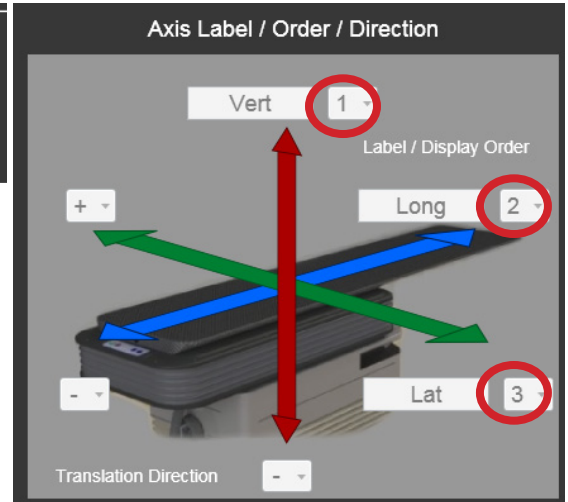 Axis Label / Order / Direction
Vert 1
Label / Display Order
+
Long 2
-
Lat 3
Translation Direction -